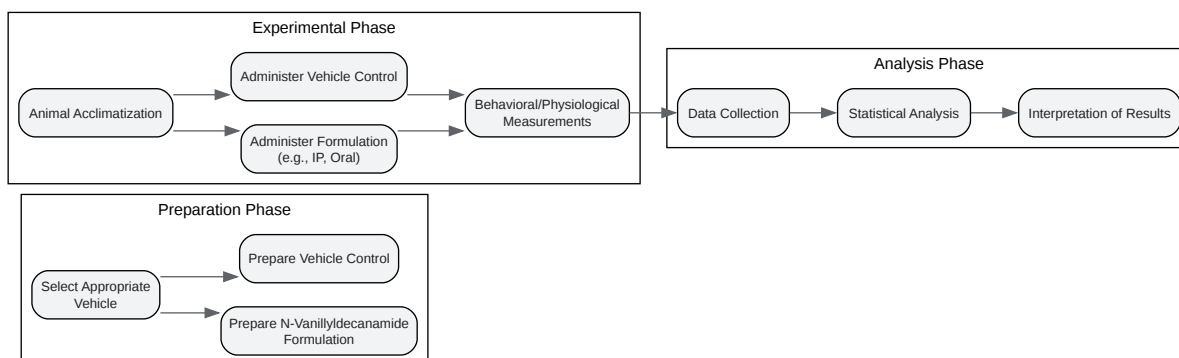 Experimental Phase
Administer Vehicle Control
Animal Acclimatization
Administer Formulation
(e.g., IP, Oral)
Behavioral/Physiological
Measurements
Analysis Phase
Data Collection
Statistical Analysis
Interpretation of Results
Preparation Phase
Prepare Vehicle Control
Select Appropriate
Vehicle
Prepare N-Vanillyldecanamide
Formulation